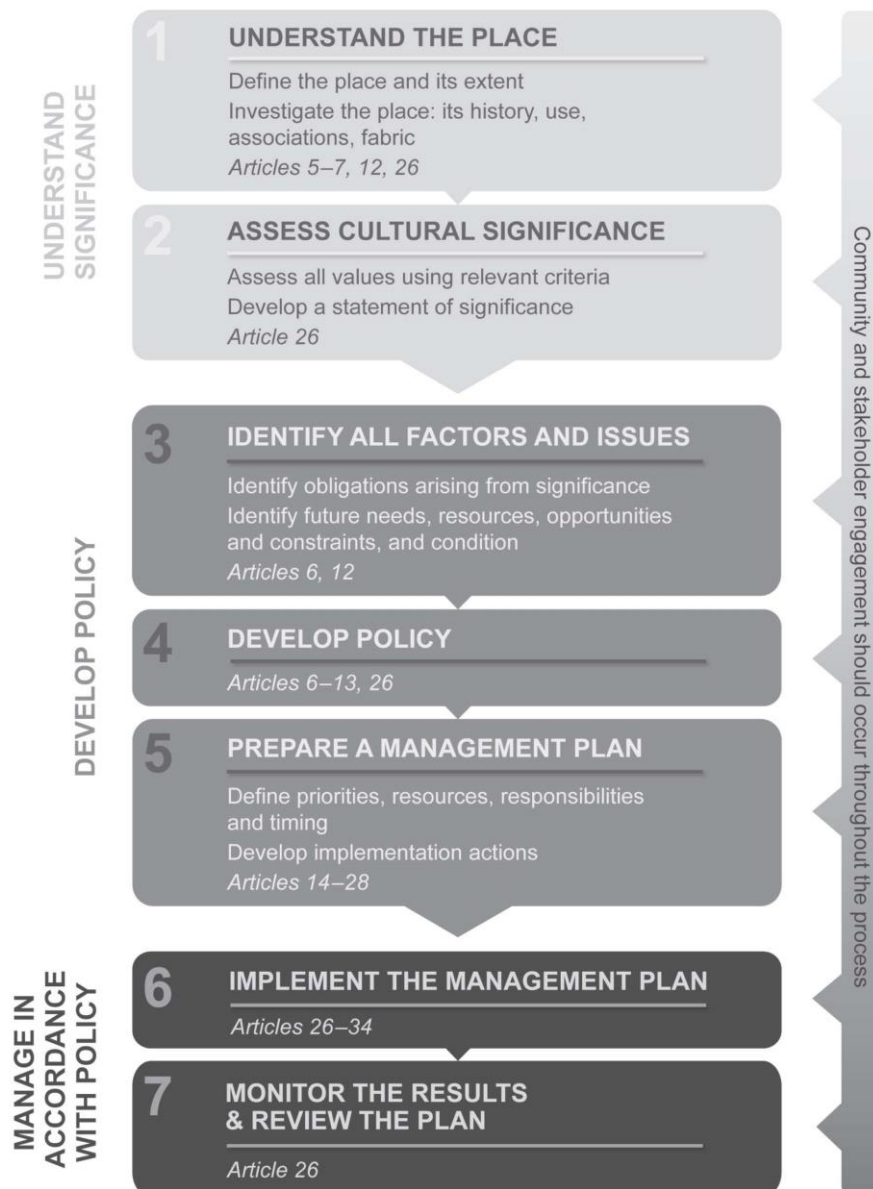 UNDERSTAND
SIGNIFICANCE
1
UNDERSTAND THE PLACE
Define the place and its extent
Investigate the place: its history, use,
associations, fabric
Articles 5–7, 12, 26
2
ASSESS CULTURAL SIGNIFICANCE
Assess all values using relevant criteria
Develop a statement of significance
Article 26
DEVELOP POLICY
3
IDENTIFY ALL FACTORS AND ISSUES
Identify obligations arising from significance
Identify future needs, resources, opportunities
and constraints, and condition
Articles 6, 12
4
DEVELOP POLICY
Articles 6–13, 26
5
PREPARE A MANAGEMENT PLAN
Define priorities, resources, responsibilities
and timing
Develop implementation actions
Articles 14–28
MANAGE IN
ACCORDANCE
WITH POLICY
6
IMPLEMENT THE MANAGEMENT PLAN
Articles 26–34
7
MONITOR THE RESULTS
& REVIEW THE PLAN
Article 26
Community and stakeholder engagement should occur throughout the process